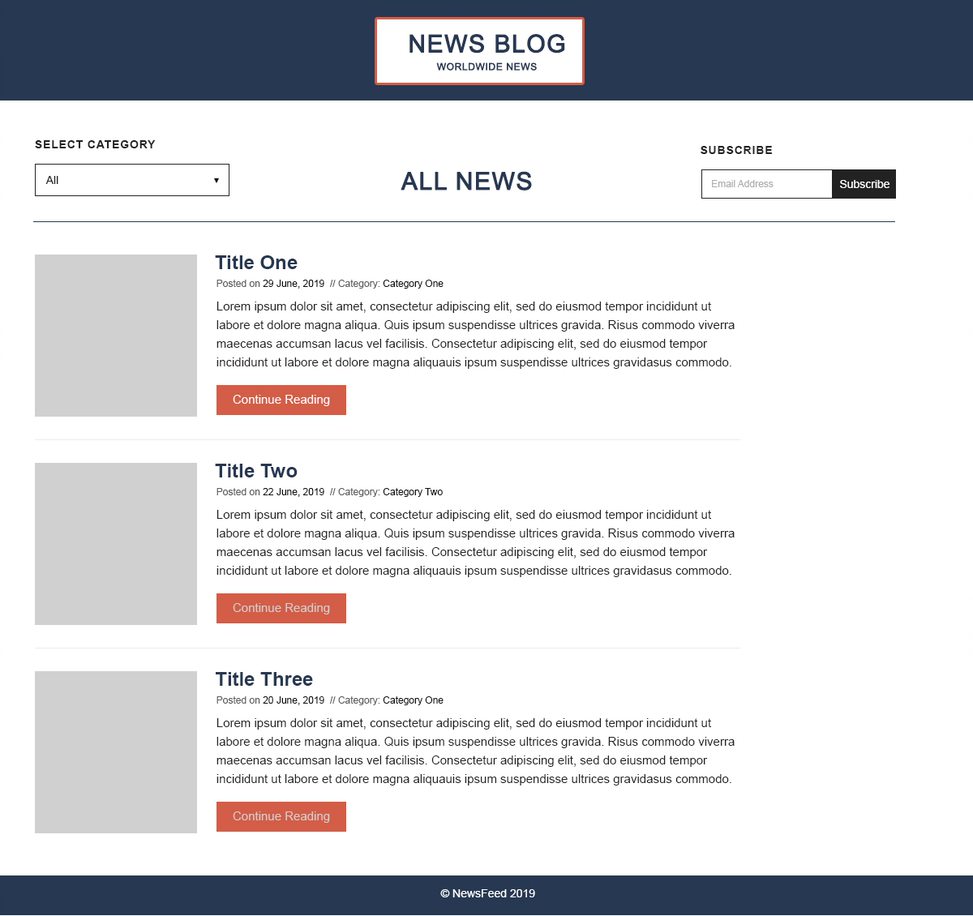 NEWS BLOG
WORLDWIDE NEWS
SELECT CATEGORY
All
ALL NEWS
SUBSCRIBE
Email Address
Subscribe
Title One
Posted on 29 June, 2019 // Category: Category One
Lorem ipsum dolor sit amet, consectetur adipiscing elit, sed do eiusmod tempor incididunt ut
labore et dolore magna aliqua. Quis ipsum suspendisse ultrices gravida. Risus commodo viverra
maecenas accumsan lacus vel facilisis. Consectetur adipiscing elit, sed do eiusmod tempor
incididunt ut labore et dolore magna aliquauis ipsum suspendisse ultrices gravidasus commodo.
Continue Reading
Title Two
Posted on 22 June, 2019 // Category: Category Two
Lorem ipsum dolor sit amet, consectetur adipiscing elit, sed do eiusmod tempor incididunt ut
labore et dolore magna aliqua. Quis ipsum suspendisse ultrices gravida. Risus commodo viverra
maecenas accumsan lacus vel facilisis. Consectetur adipiscing elit, sed do eiusmod tempor
incididunt ut labore et dolore magna aliquauis ipsum suspendisse ultrices gravidasus commodo.
Continue Reading
Title Three
Posted on 20 June, 2019 // Category: Category One
Lorem ipsum dolor sit amet, consectetur adipiscing elit, sed do eiusmod tempor incididunt ut
labore et dolore magna aliqua. Quis ipsum suspendisse ultrices gravida. Risus commodo viverra
maecenas accumsan lacus vel facilisis. Consectetur adipiscing elit, sed do eiusmod tempor
incididunt ut labore et dolore magna aliquauis ipsum suspendisse ultrices gravidasus commodo.
Continue Reading
© NewsFeed 2019